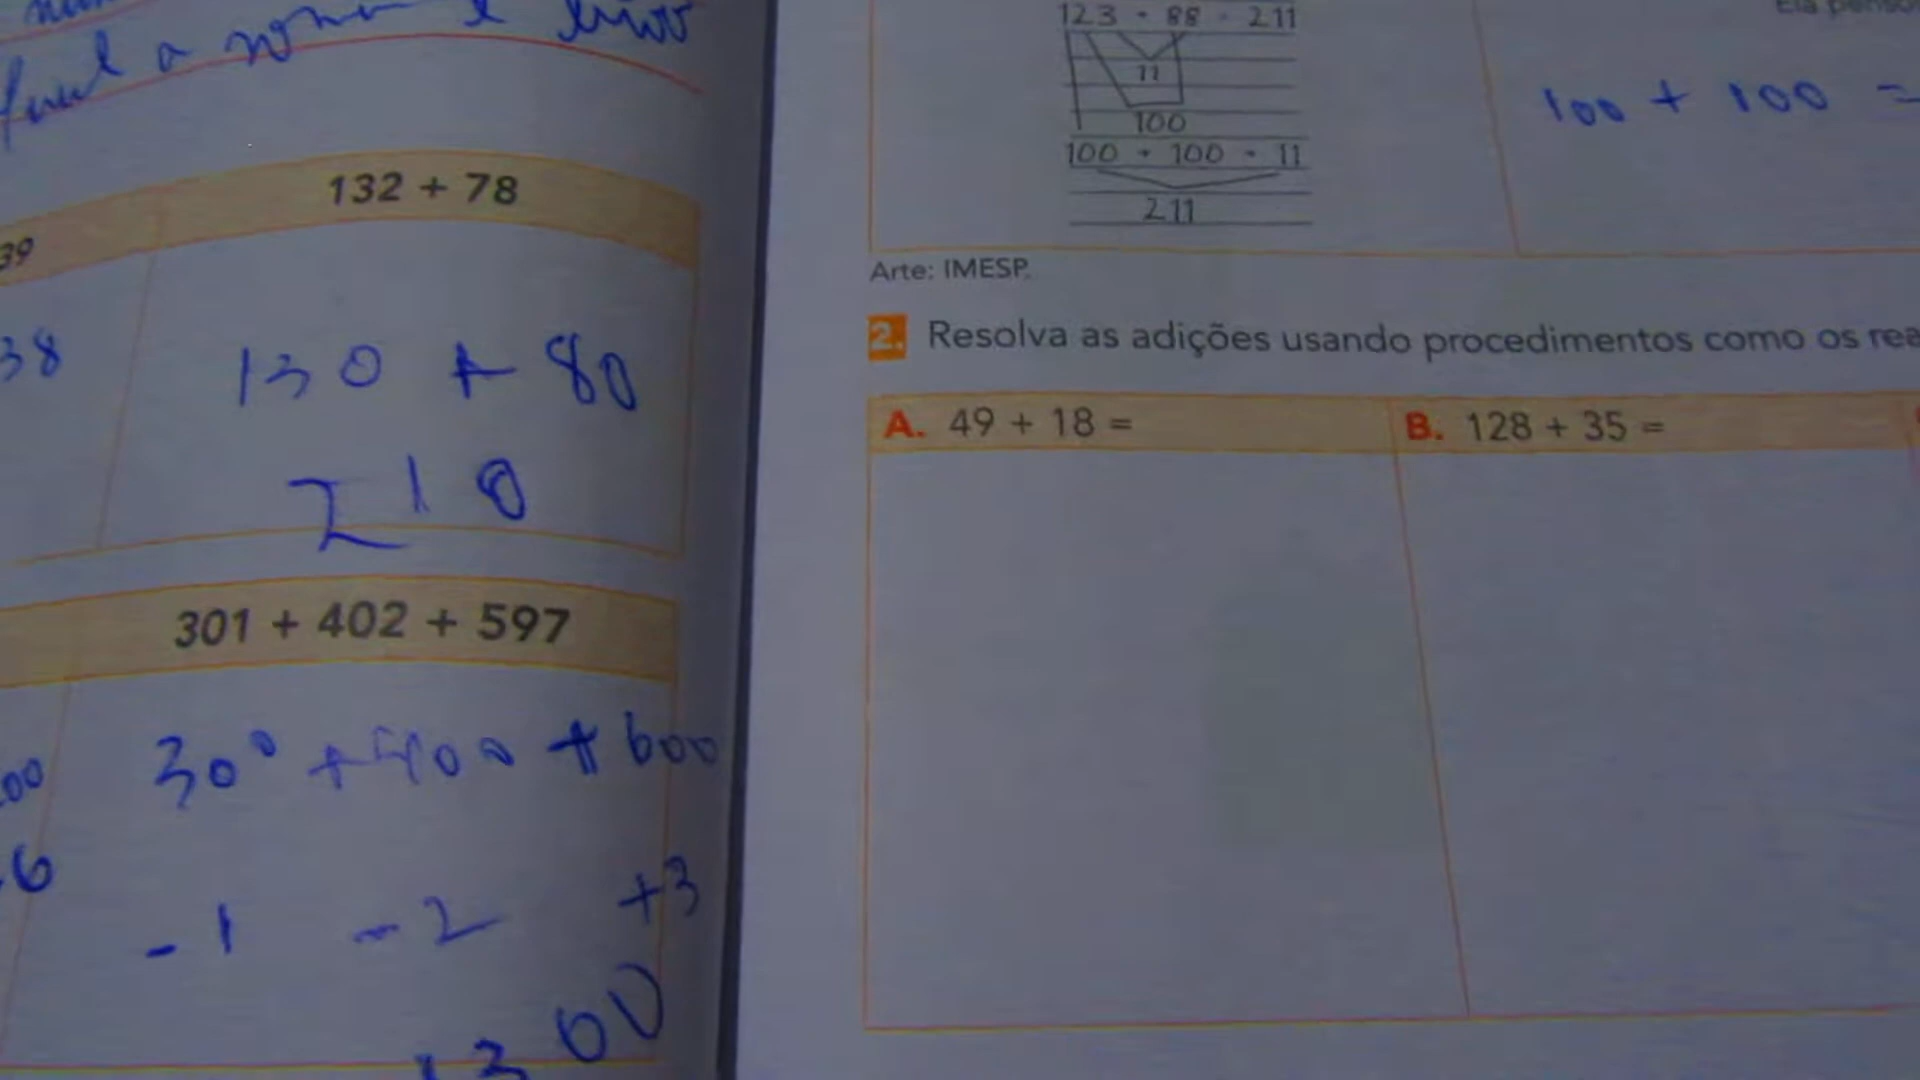 a soma é
132 + 78
39
38
130 + 80
210
301 + 402 + 597
00
300 + 400 + 600
6
- 1 - 2 + 3
1300
123 + 88 = 211
11
100
100 + 100 + 11
211
100 + 100 =
Arte: IMESP.
2. Resolva as adições usando procedimentos como os rea
A. 49 + 18 =
B. 128 + 35 =